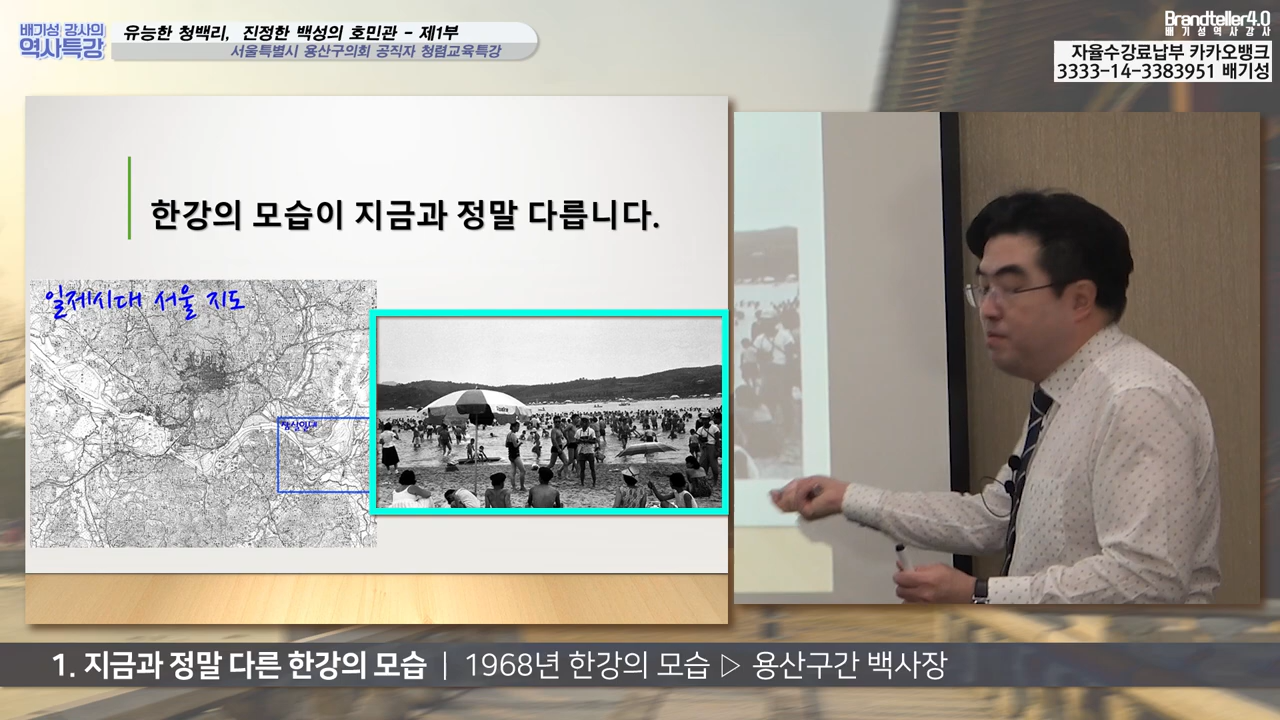 배기성 강사의
역사특강
유능한 청백리, 진정한 백성의 호민관 - 제1부
서울특별시 용산구의회 공직자 청렴교육특강
Brandteller4.0
배기성역사강사
자율수강료납부 카카오뱅크
3333-14-3383951 배기성
한강의 모습이 지금과 정말 다릅니다.
일제시대 서울 지도
1. 지금과 정말 다른 한강의 모습 | 1968년 한강의 모습 ▷ 용산구간 백사장